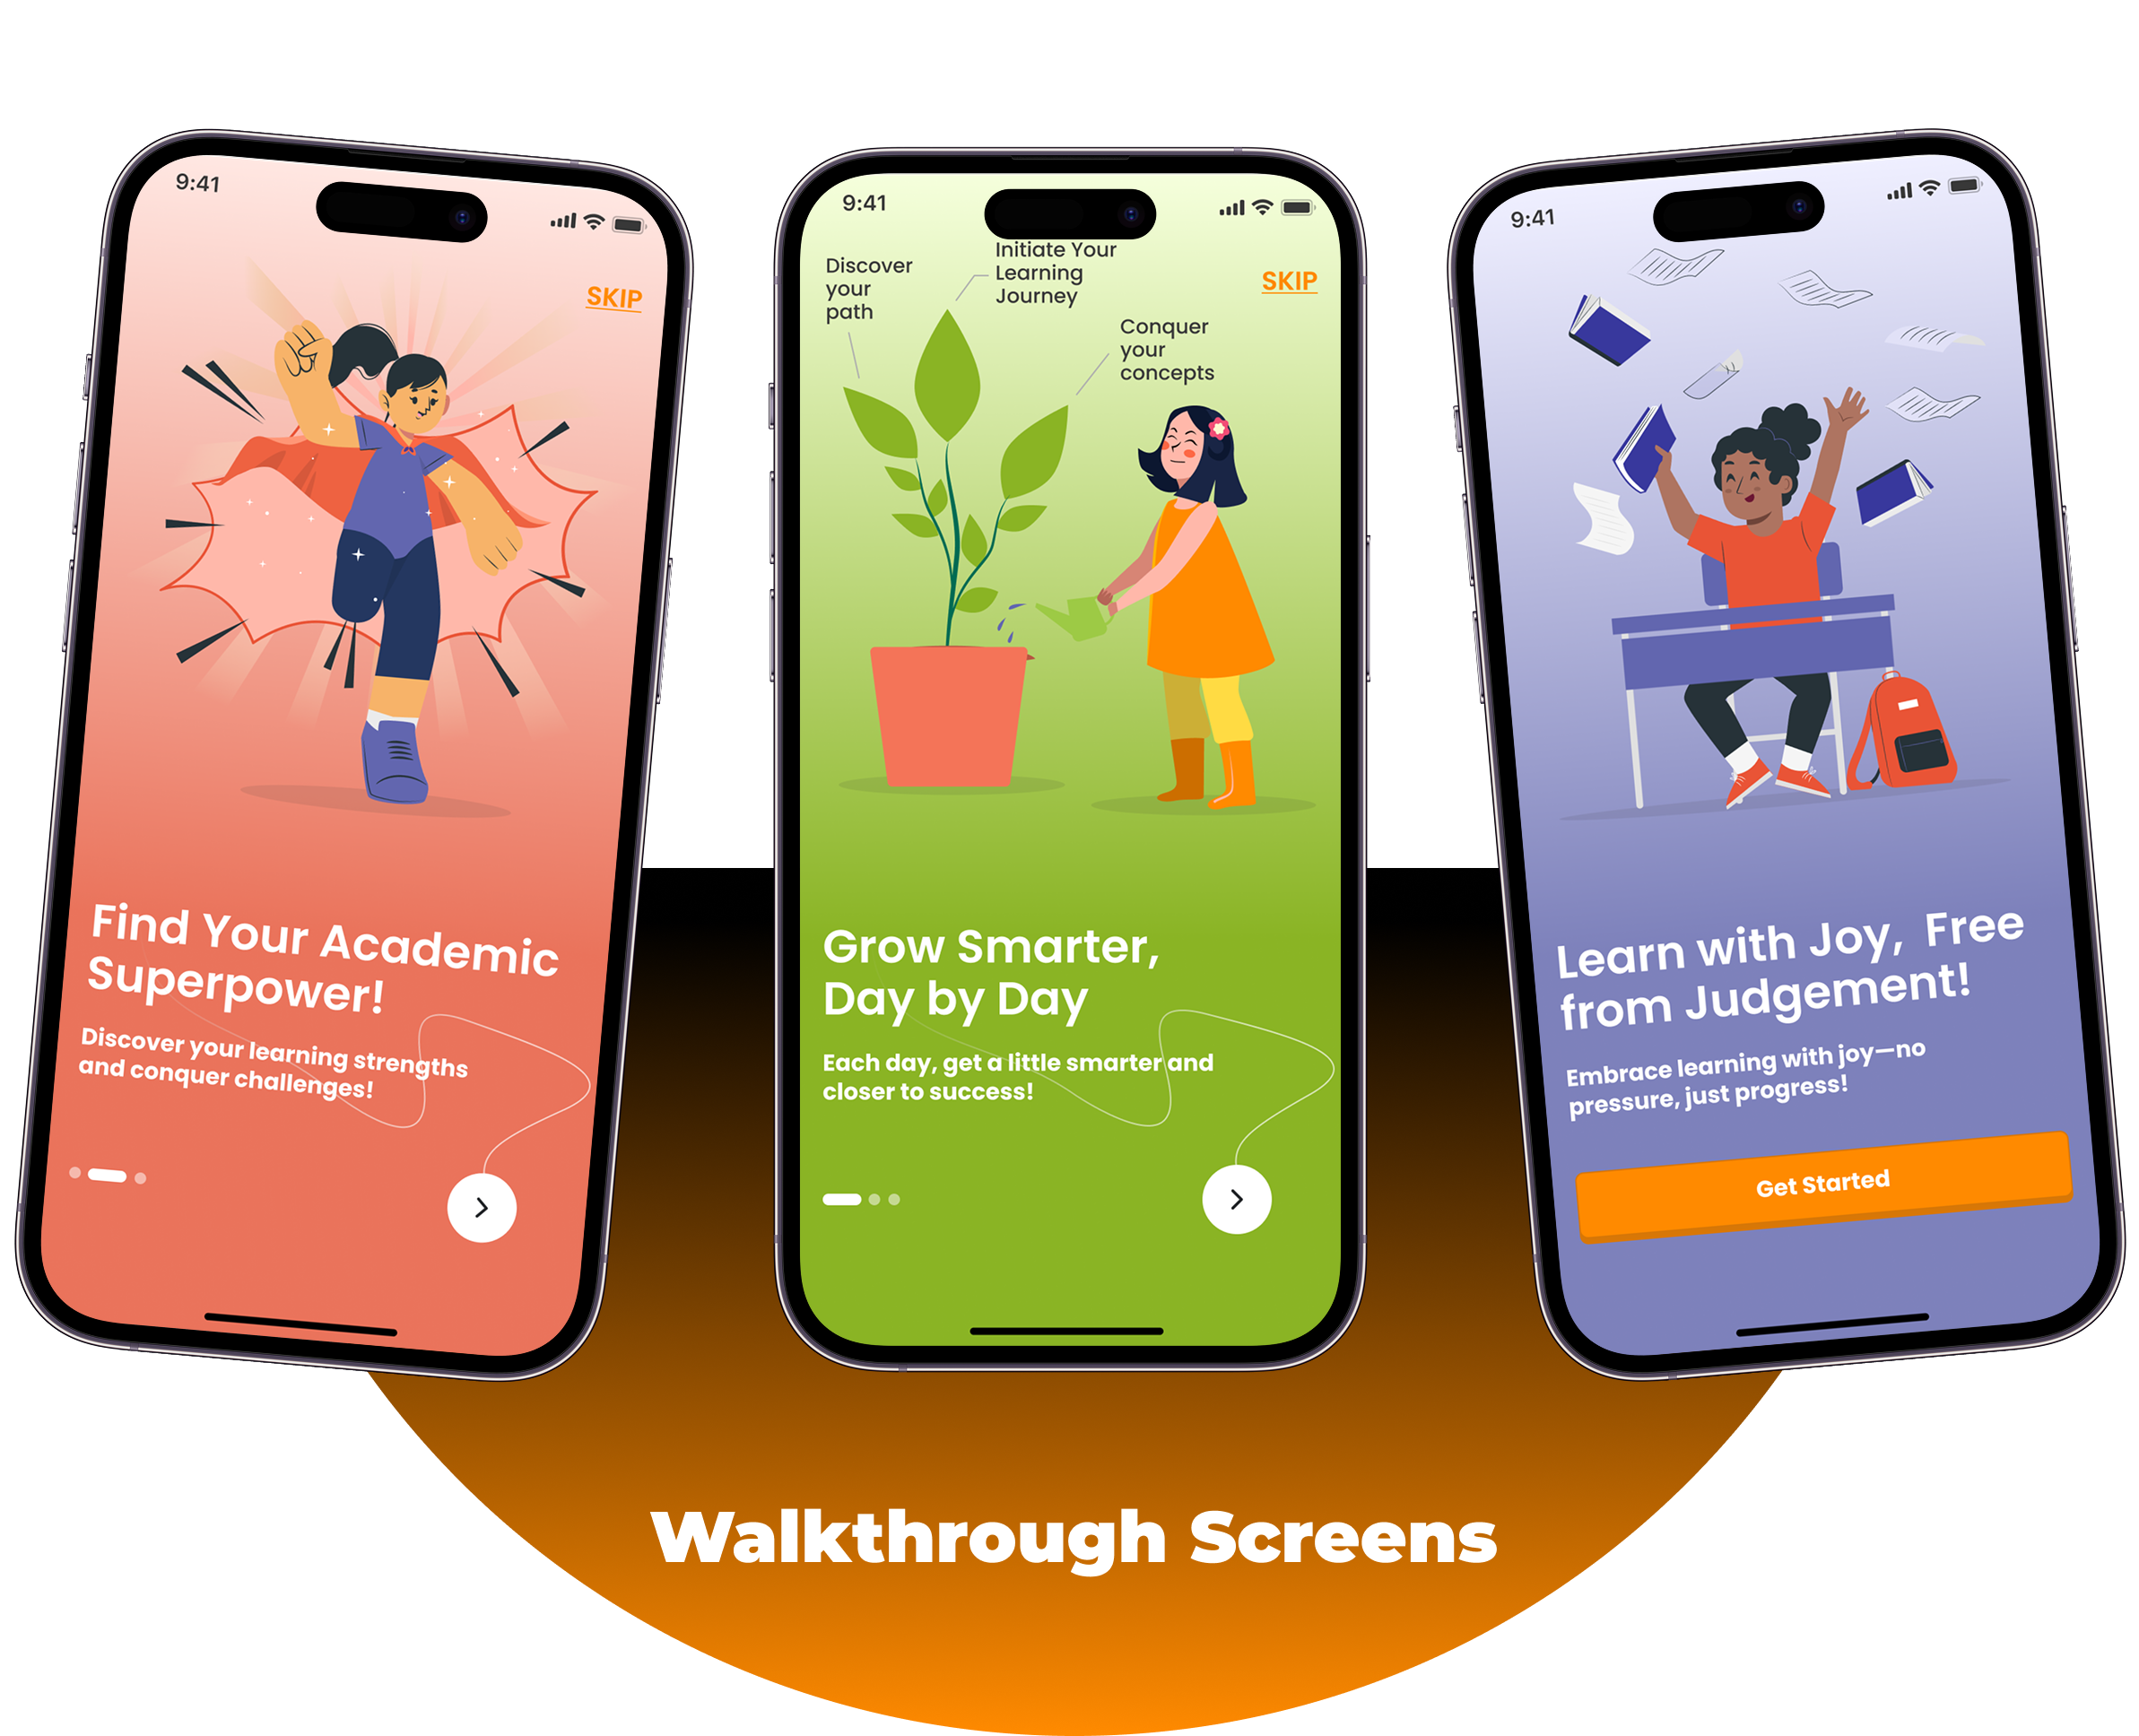 9:41
SKIP
Find Your Academic
Superpower!
Discover your learning strengths
and conquer challenges!
9:41
Initiate Your
Learning
Journey
Discover
your
path
SKIP
Conquer
your
concepts
Grow Smarter,
Day by Day
Each day, get a little smarter and
closer to success!
9:41
Learn with Joy,  Free
from Judgement!
Embrace learning with joy—no
pressure, just progress!
Get Started
Walkthrough Screens